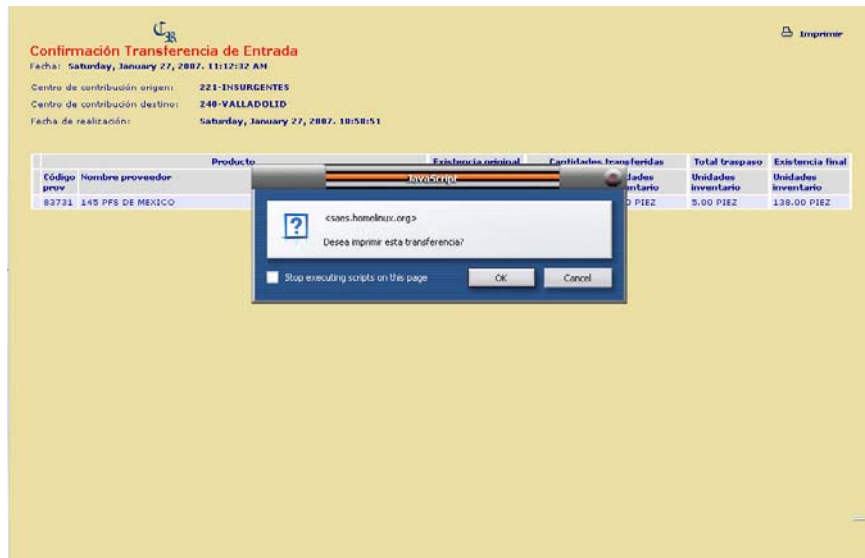 CR
Imprimir
Confirmación Transferencia de Entrada
Fecha: Saturday, January 27, 2007. 11:12:32 AM
Centro de contribución origen: 221-INSURGENTES
Centro de contribución destino: 240-VALLADOLID
Fecha de realización: Saturday, January 27, 2007. 10:50:51
Producto Existencia original Cantidades transferidas Total traspaso Existencia final
Código prov Nombre proveedor Unidades inventario Unidades inventario
83731 145 PFS DE MEXICO PIEZ 5.00 PIEZ 138.00 PIEZ
JavaScript
<saes.homelinux.org>
Desea imprimir esta transferencia?
Stop executing scripts on this page OK Cancel